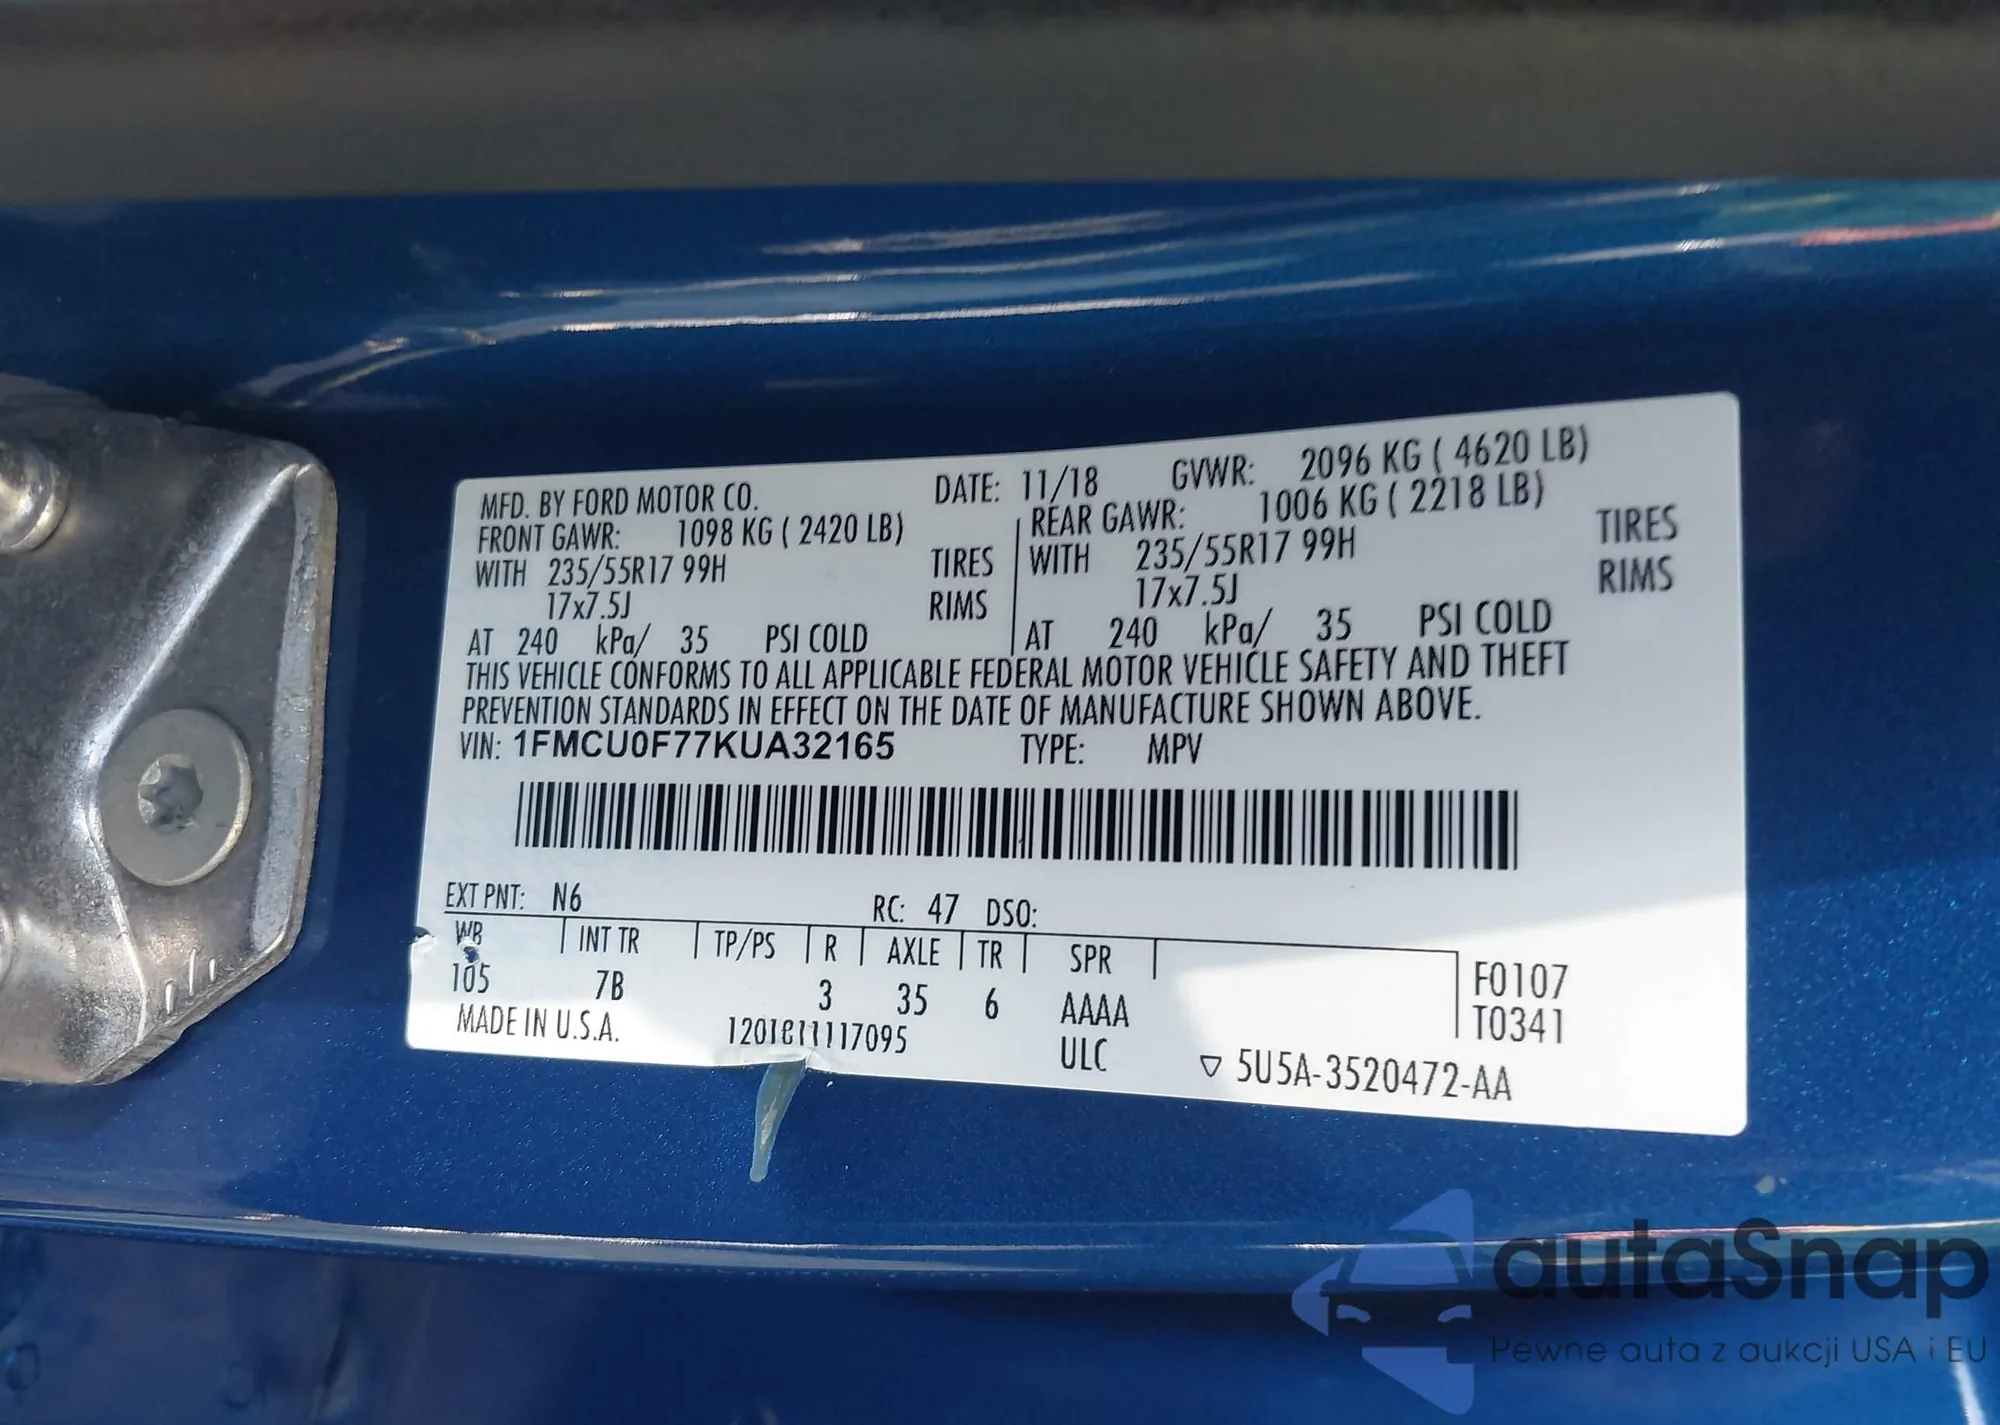 MFD. BY FORD MOTOR CO. DATE: 11/18 GVWR: 2096 KG ( 4620 LB)
FRONT GAWR: 1098 KG ( 2420 LB) REAR GAWR: 1006 KG ( 2218 LB)
WITH 235/55R17 99H TIRES WITH 235/55R17 99H TIRES
17x7.5J RIMS 17x7.5J RIMS
AT 240 kPa/ 35 PSI COLD AT 240 kPa/ 35 PSI COLD
THIS VEHICLE CONFORMS TO ALL APPLICABLE FEDERAL MOTOR VEHICLE SAFETY AND THEFT
PREVENTION STANDARDS IN EFFECT ON THE DATE OF MANUFACTURE SHOWN ABOVE.
VIN: 1FMCU0F77KUA32165 TYPE: MPV
EXT PNT: N6 RC: 47 DSO:
WB INT TR TP/PS R AXLE TR SPR
105 7B 3 35 6 AAAA F0107
T0341
MADE IN U.S.A. 1201811117095 ULC ▽ 5U5A-3520472-AA
autaSnap
Pewne auta z aukcji USA i EU